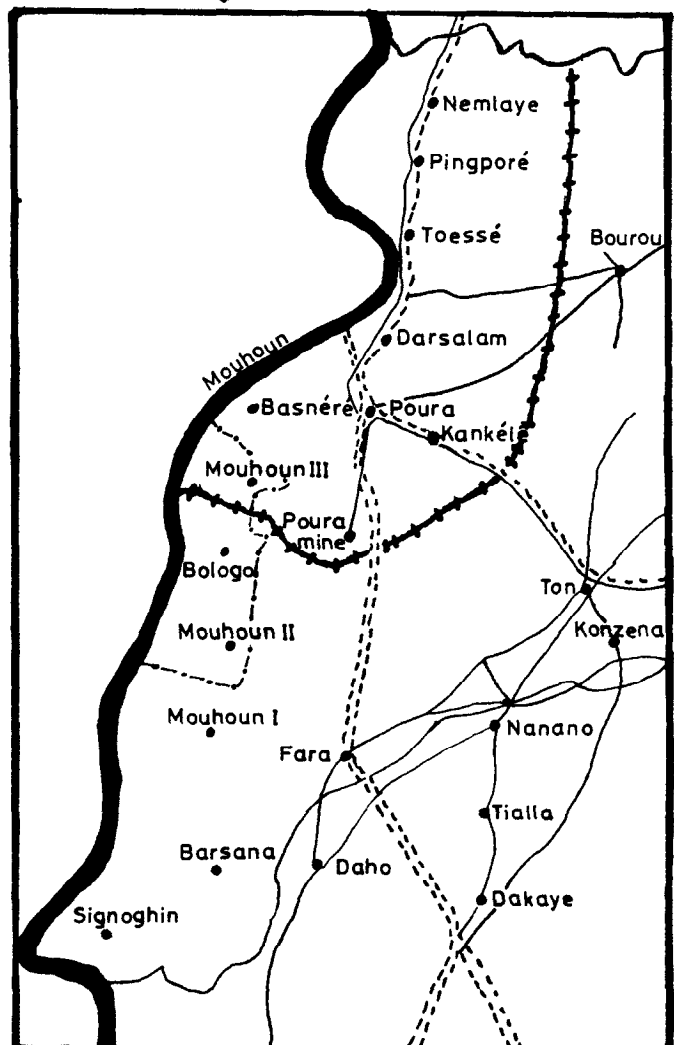 Nemlaye
Pingporé
Toessé
Bourou
Darsalam
Mouhoun
Basnéré
Poura
Kankélé
Mouhoun III
Poura
mine
Bologo
Ton
Mouhoun II
Konzena
Mouhoun I
Nanano
Fara
Tialla
Barsana
Daho
Dakaye
Signoghin